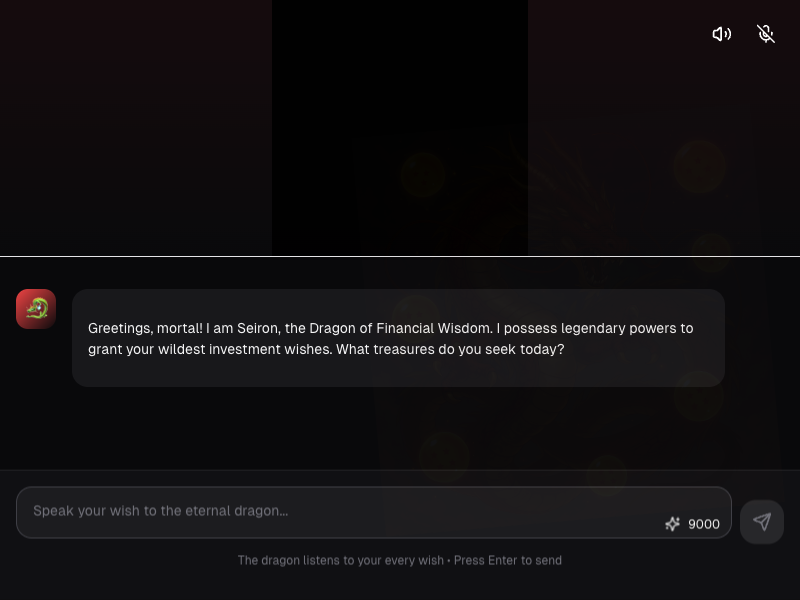 Greetings, mortal! I am Seiron, the Dragon of Financial Wisdom. I possess legendary powers to
grant your wildest investment wishes. What treasures do you seek today?
Speak your wish to the eternal dragon...
9000
The dragon listens to your every wish • Press Enter to send